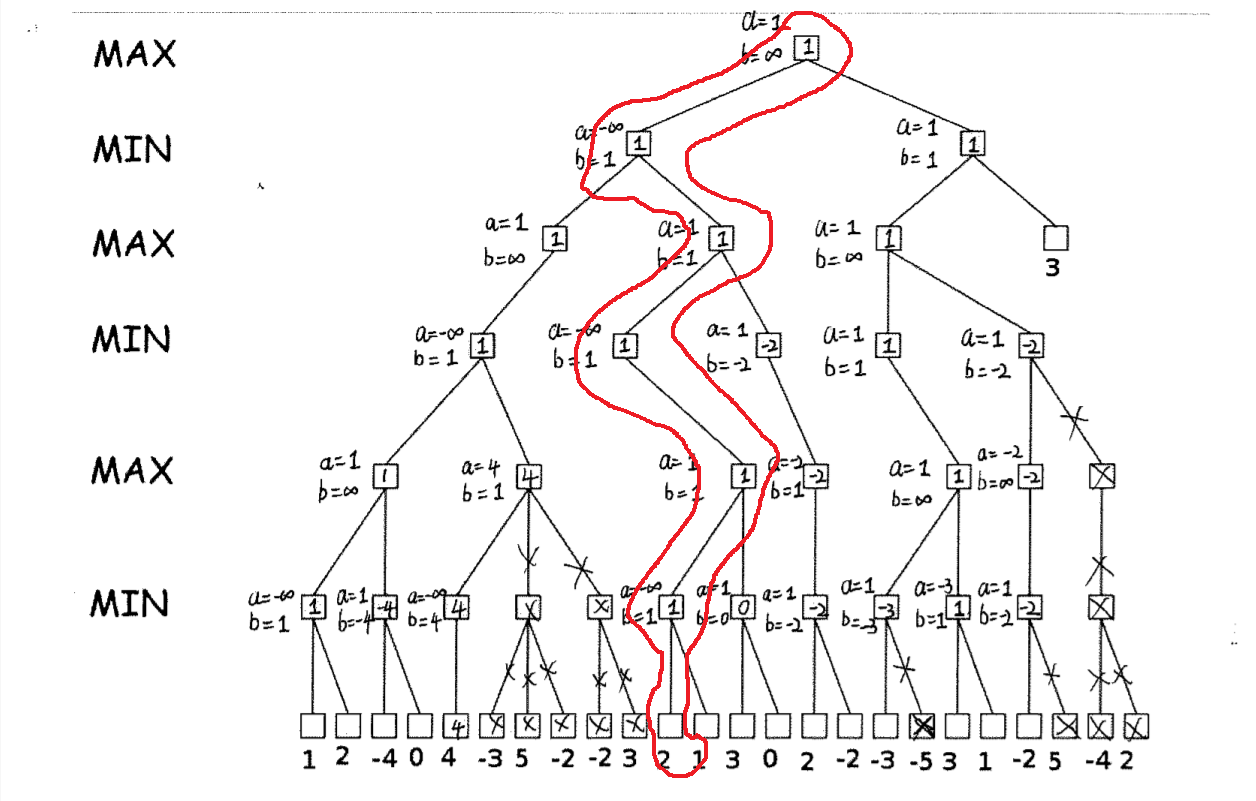 a=1
MAX
b=∞ 1
a=-∞ a=1
MIN
b=1 1 b=1 1
a=1 a=1 a=1
MAX
1 1 1
b=∞ b=1 b=∞ 3
a=-∞ a=-∞ a=1 a=1 a=1
MIN
b=1 1 b=1 1 b=-2 -2 b=1 1 b=-2 -2
a=1 a=4 a=1 a=-2 a=1 a=-2
MAX
b=∞ 1 b=1 4 b=1 1 b=1 -2 b=∞ 1 b=∞ -2 X
X X X X
a=-∞ a=1 a=-∞ a=-∞ a=1 a=1 a=1 a=-3 a=1
MIN
b=1 1 b=-4 -4 b=4 4 X X b=1 1 b=0 0 b=-2 -2 b=-3 -3 b=1 1 b=-2 -2 X
X X X X X X X X X
4 X X X X X X X X X
1 2 -4 0 4 -3 5 -2 -2 3 2 1 3 0 2 -2 -3 -5 3 1 -2 5 -4 2